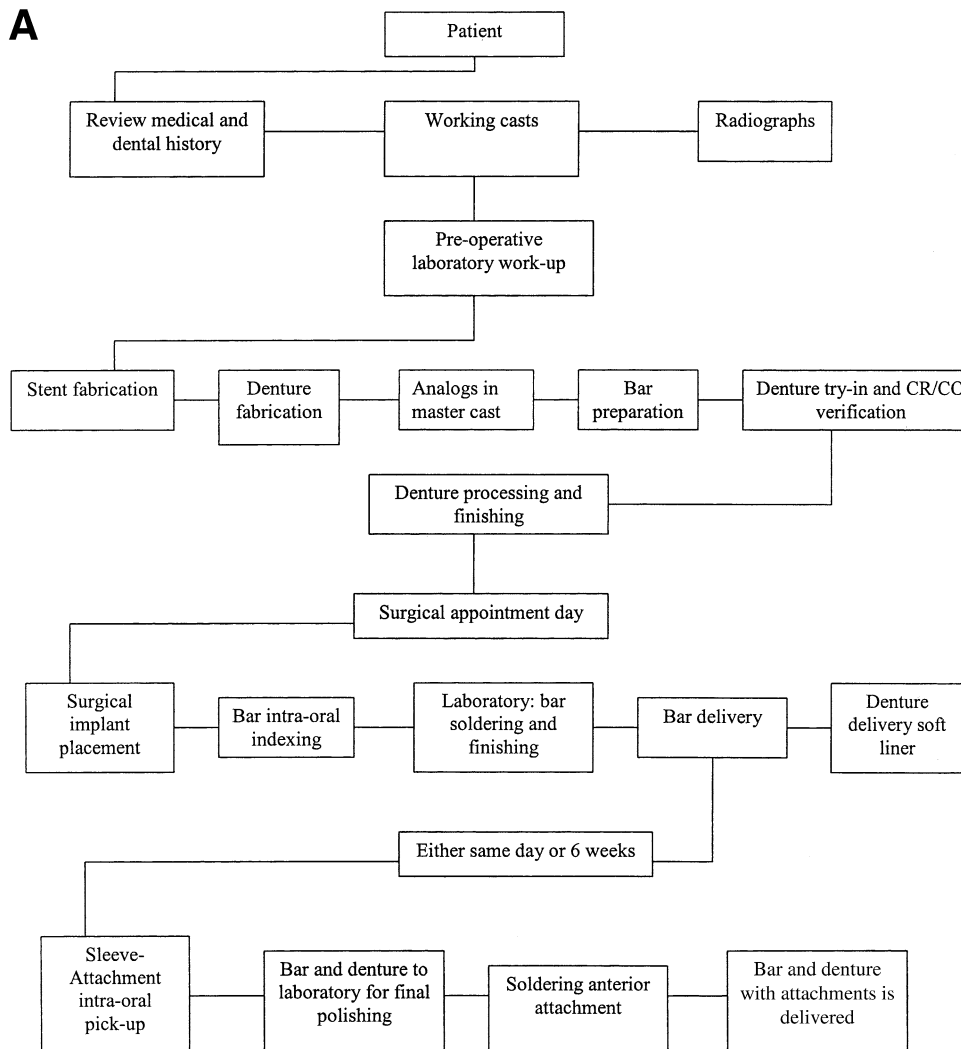 A
Patient
Review medical and
dental history
Working casts
Radiographs
Pre-operative
laboratory work-up
Stent fabrication
Denture
fabrication
Analogs in
master cast
Bar
preparation
Denture try-in and CR/CO
verification
Denture processing and
finishing
Surgical appointment day
Surgical
implant
placement
Bar intra-oral
indexing
Laboratory: bar
soldering and
finishing
Bar delivery
Denture
delivery soft
liner
Either same day or 6 weeks
Sleeve-
Attachment
intra-oral
pick-up
Bar and denture to
laboratory for final
polishing
Soldering anterior
attachment
Bar and denture
with attachments is
delivered